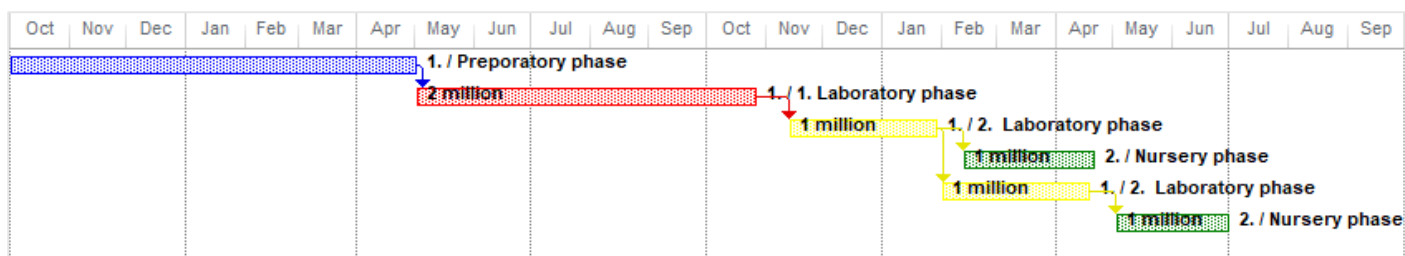 Oct Nov Dec Jan Feb Mar Apr May Jun Jul Aug Sep Oct Nov Dec Jan Feb Mar Apr May Jun Jul Aug Sep
1. / Preporatory phase
2 million 1. / 1. Laboratory phase
1 million 1. / 2. Laboratory phase
1 million 2. / Nursery phase
1 million 1. / 2. Laboratory phase
1 million 2. / Nursery phase